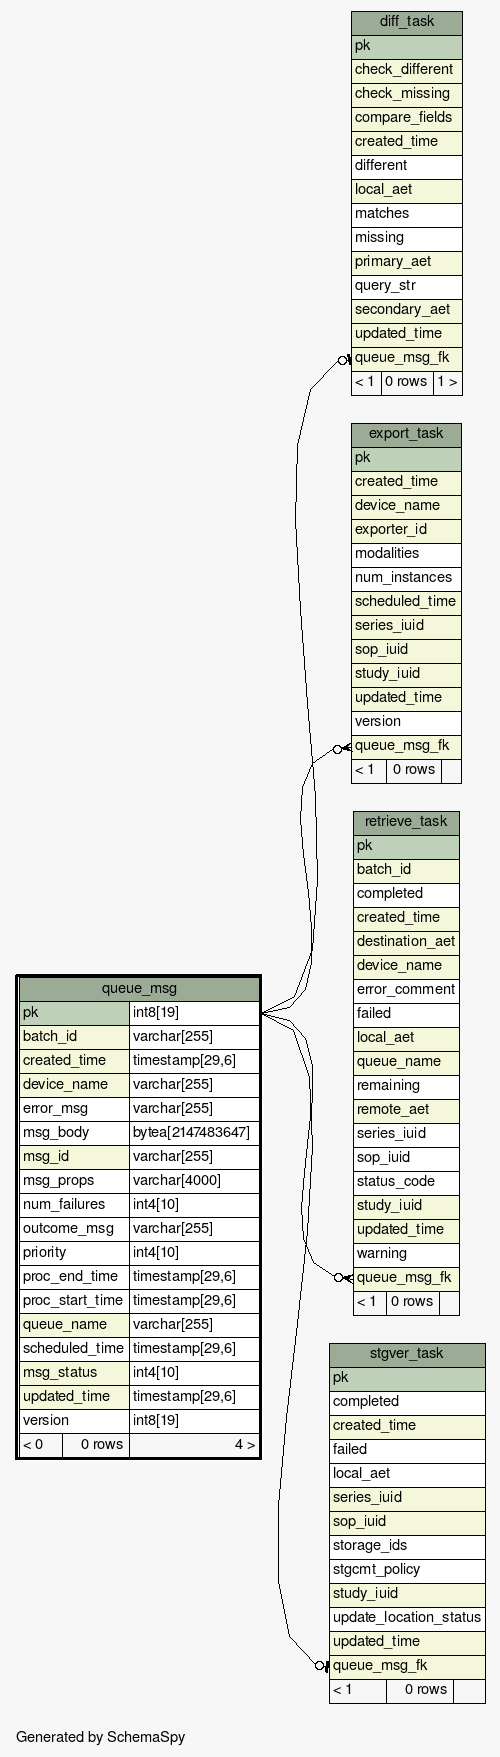 diff_task
pk
check_different
check_missing
compare_fields
created_time
different
local_aet
matches
missing
primary_aet
query_str
secondary_aet
updated_time
queue_msg_fk
< 1 0 rows 1 >
export_task
pk
created_time
device_name
exporter_id
modalities
num_instances
scheduled_time
series_iuid
sop_iuid
study_iuid
updated_time
version
queue_msg_fk
< 1 0 rows
retrieve_task
pk
batch_id
completed
created_time
destination_aet
device_name
error_comment
failed
local_aet
queue_name
remaining
remote_aet
series_iuid
sop_iuid
status_code
study_iuid
updated_time
warning
queue_msg_fk
< 1 0 rows
queue_msg
pk int8[19]
batch_id varchar[255]
created_time timestamp[29,6]
device_name varchar[255]
error_msg varchar[255]
msg_body bytea[2147483647]
msg_id varchar[255]
msg_props varchar[4000]
num_failures int4[10]
outcome_msg varchar[255]
priority int4[10]
proc_end_time timestamp[29,6]
proc_start_time timestamp[29,6]
queue_name varchar[255]
scheduled_time timestamp[29,6]
msg_status int4[10]
updated_time timestamp[29,6]
version int8[19]
< 0 0 rows 4 >
stgver_task
pk
completed
created_time
failed
local_aet
series_iuid
sop_iuid
storage_ids
stgcmt_policy
study_iuid
update_location_status
updated_time
queue_msg_fk
< 1 0 rows
Generated by SchemaSpy